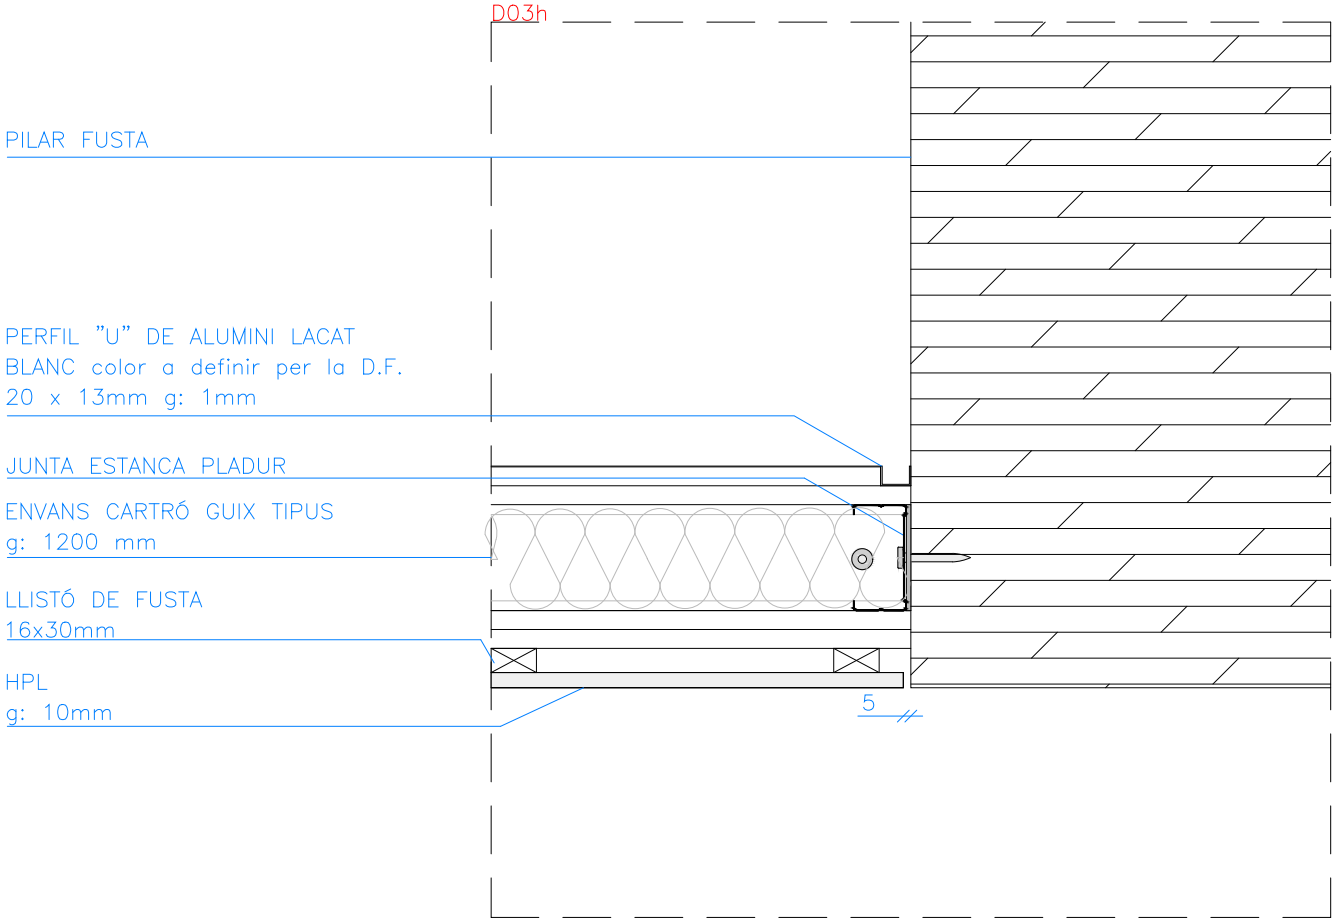 D03h
PILAR FUSTA
PERFIL ”U” DE ALUMINI LACAT
BLANC color a definir per la D.F.
20 x 13mm g: 1mm
JUNTA ESTANCA PLADUR
ENVANS CARTRÓ GUIX TIPUS
g: 1200 mm
LLISTÓ DE FUSTA
16x30mm
HPL
g: 10mm
5